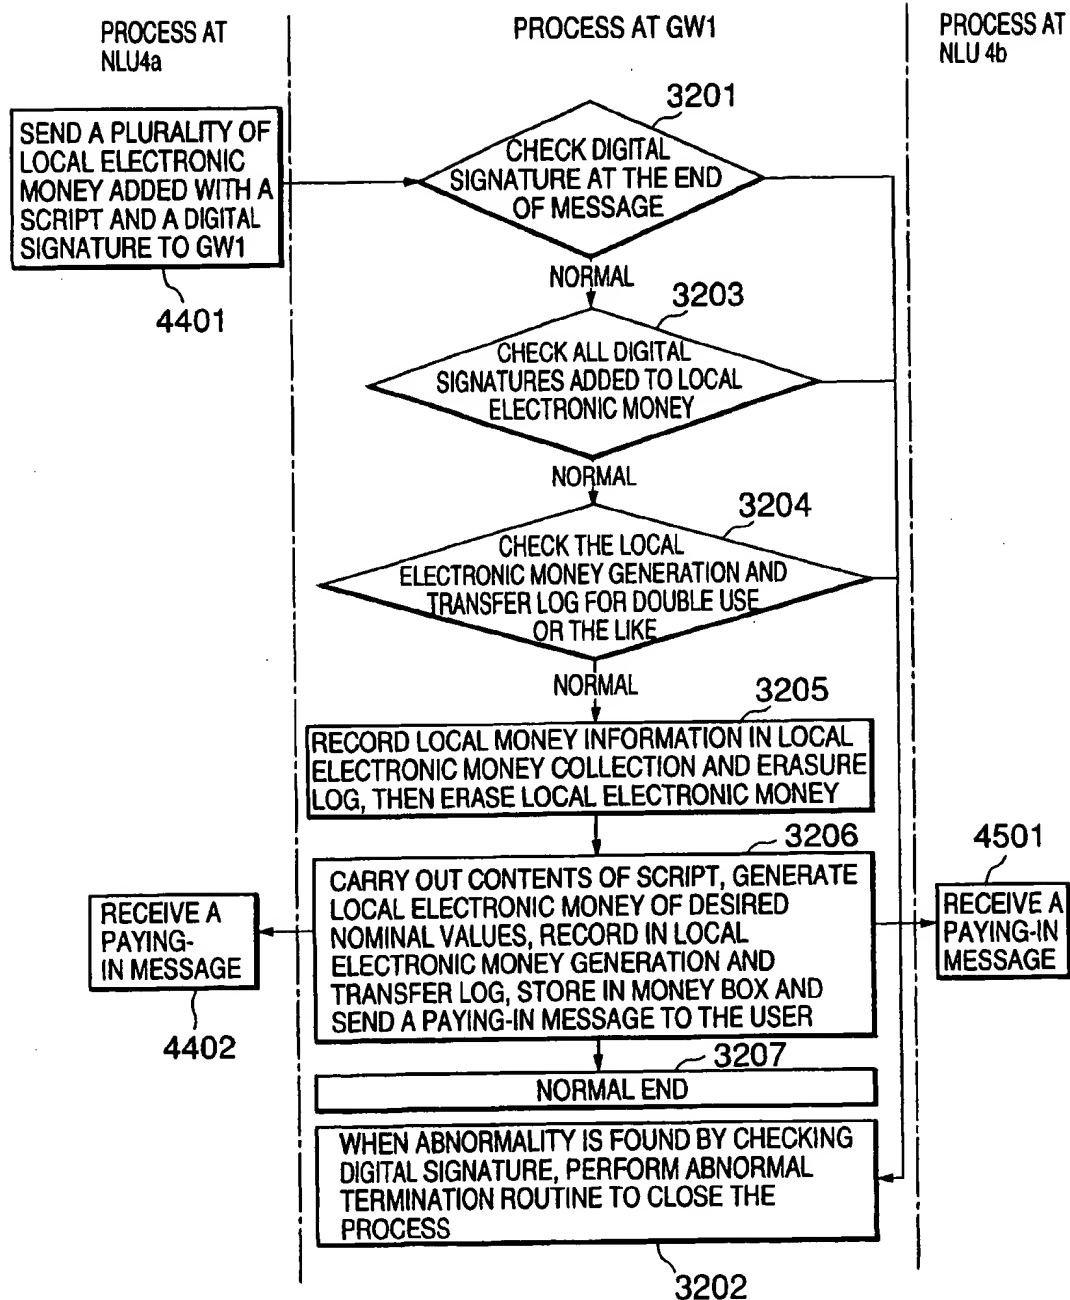 PROCESS AT
NLU4a
PROCESS AT GW1
PROCESS AT
NLU 4b
SEND A PLURALITY OF
LOCAL ELECTRONIC
MONEY ADDED WITH A
SCRIPT AND A DIGITAL
SIGNATURE TO GW1
4401
3201
CHECK DIGITAL
SIGNATURE AT THE END
OF MESSAGE
NORMAL
3203
CHECK ALL DIGITAL
SIGNATURES ADDED TO LOCAL
ELECTRONIC MONEY
NORMAL
3204
CHECK THE LOCAL
ELECTRONIC MONEY GENERATION AND
TRANSFER LOG FOR DOUBLE USE
OR THE LIKE
NORMAL
3205
RECORD LOCAL MONEY INFORMATION IN LOCAL
ELECTRONIC MONEY COLLECTION AND ERASURE
LOG, THEN ERASE LOCAL ELECTRONIC MONEY
3206
CARRY OUT CONTENTS OF SCRIPT, GENERATE
LOCAL ELECTRONIC MONEY OF DESIRED
NOMINAL VALUES, RECORD IN LOCAL
ELECTRONIC MONEY GENERATION AND
TRANSFER LOG, STORE IN MONEY BOX AND
SEND A PAYING-IN MESSAGE TO THE USER
RECEIVE A
PAYING-
IN MESSAGE
4402
4501
RECEIVE A
PAYING-IN
MESSAGE
3207
NORMAL END
WHEN ABNORMALITY IS FOUND BY CHECKING
DIGITAL SIGNATURE, PERFORM ABNORMAL
TERMINATION ROUTINE TO CLOSE THE
PROCESS
3202